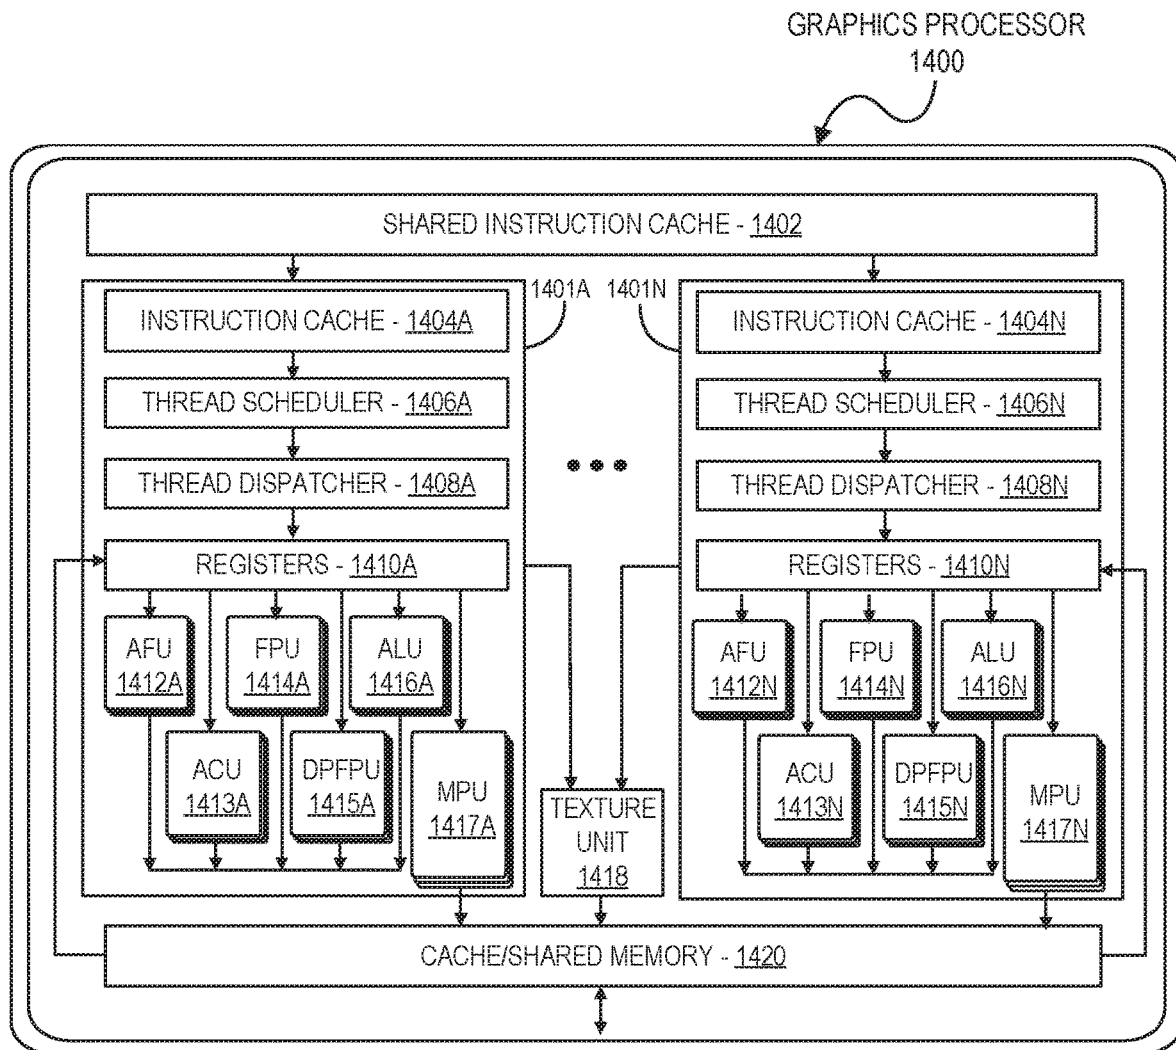 GRAPHICS PROCESSOR
1400
SHARED INSTRUCTION CACHE - 1402
1401A
1401N
INSTRUCTION CACHE - 1404A
THREAD SCHEDULER - 1406A
THREAD DISPATCHER - 1408A
REGISTERS - 1410A
AFU
1412A
FPU
1414A
ALU
1416A
ACU
1413A
DPFPU
1415A
MPU
1417A
TEXTURE
UNIT
1418
INSTRUCTION CACHE - 1404N
THREAD SCHEDULER - 1406N
THREAD DISPATCHER - 1408N
REGISTERS - 1410N
AFU
1412N
FPU
1414N
ALU
1416N
ACU
1413N
DPFPU
1415N
MPU
1417N
CACHE/SHARED MEMORY - 1420